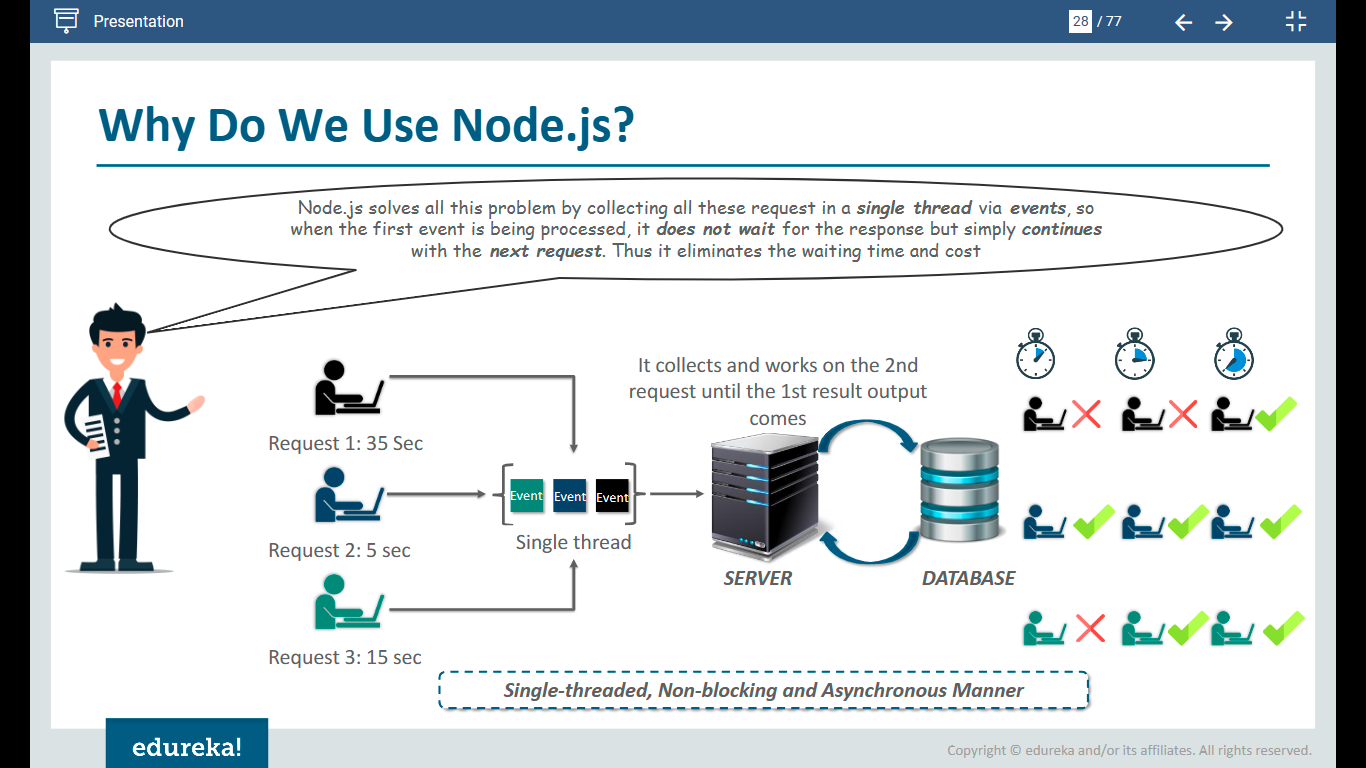 Presentation
28 / 77
Why Do We Use Node.js?
Node.js solves all this problem by collecting all these request in a single thread via events, so
when the first event is being processed, it does not wait for the response but simply continues
with the next request. Thus it eliminates the waiting time and cost
It collects and works on the 2nd
request until the 1st result output
comes
Request 1: 35 Sec
Request 2: 5 sec
Request 3: 15 sec
Event Event Event
Single thread
SERVER
DATABASE
Single-threaded, Non-blocking and Asynchronous Manner
edureka!
Copyright © edureka and/or its affiliates. All rights reserved.